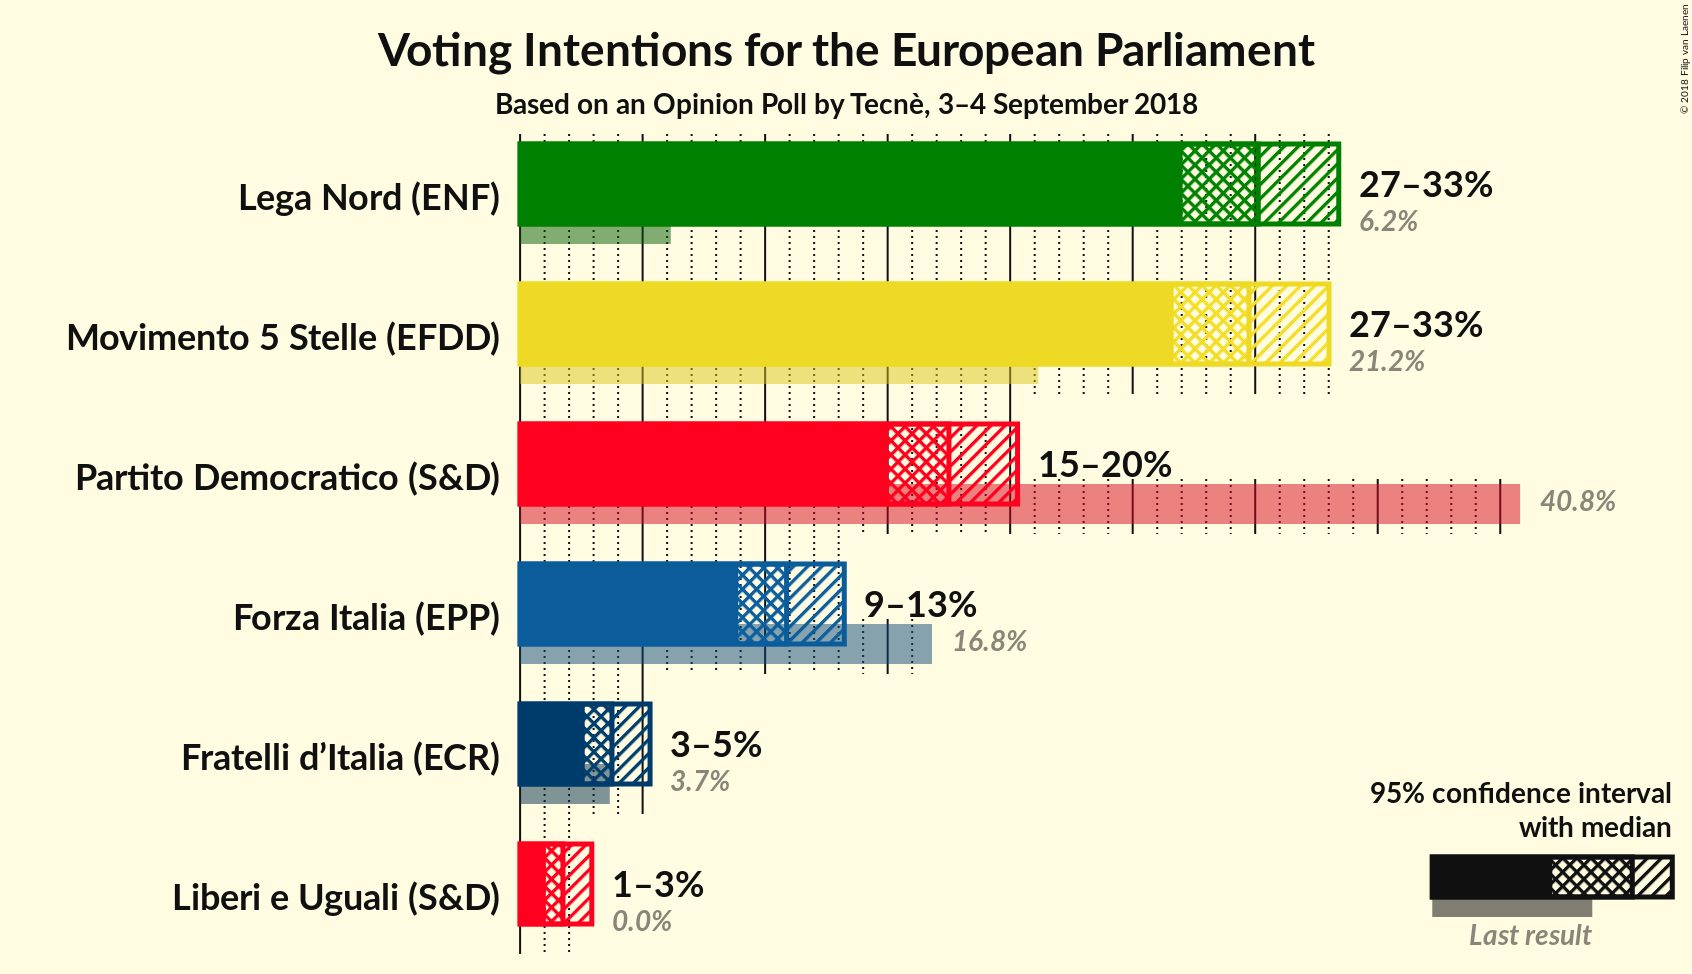 Voting Intentions for the European Parliament
Based on an Opinion Poll by Tecnè, 3–4 September 2018
© 2018 Filip van Laenen
Lega Nord (ENF)
27–33%
6.2%
Movimento 5 Stelle (EFDD)
27–33%
21.2%
Partito Democratico (S&D)
15–20%
40.8%
Forza Italia (EPP)
9–13%
16.8%
Fratelli d’Italia (ECR)
3–5%
3.7%
Liberi e Uguali (S&D)
1–3%
0.0%
95% confidence interval
with median
Last result